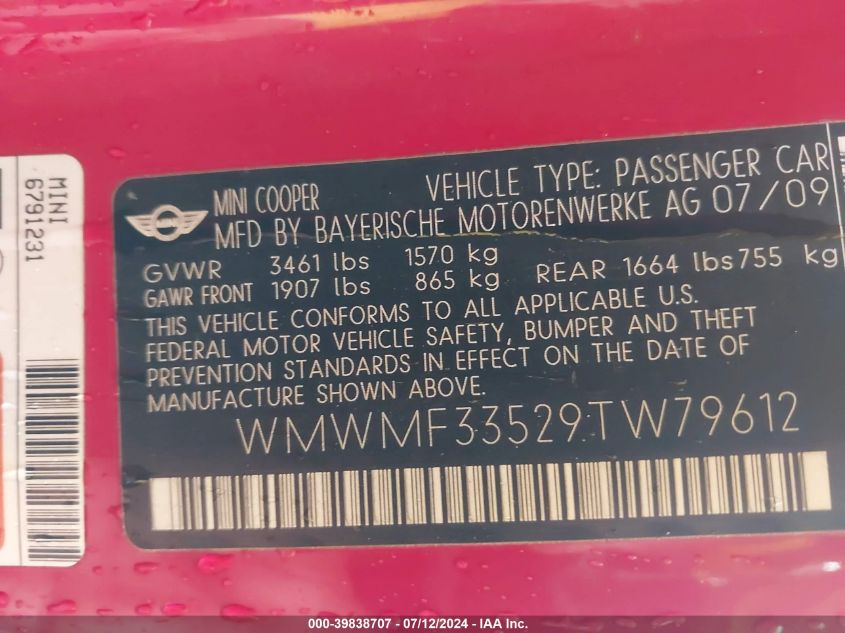 MINI
6791231
MINI COOPER VEHICLE TYPE: PASSENGER CAR
MFD BY BAYERISCHE MOTORENWERKE AG 07/09
GVWR 3461 lbs 1570 kg
GAWR FRONT 1907 lbs 865 kg REAR 1664 lbs 755 kg
THIS VEHICLE CONFORMS TO ALL APPLICABLE U.S.
FEDERAL MOTOR VEHICLE SAFETY, BUMPER AND THEFT
PREVENTION STANDARDS IN EFFECT ON THE DATE OF
MANUFACTURE SHOWN ABOVE.
WMWMF33529TW79612
000-39838707 - 07/12/2024 - IAA Inc.